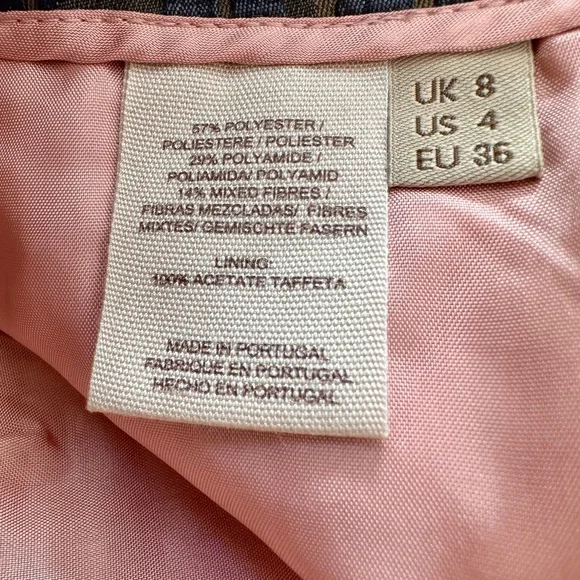 57% POLYESTER /
POLIESTERE / POLIESTER
29% POLYAMIDE /
POLIAMIDA/ POLYAMID
14% MIXED FIBRES /
FIBRAS MEZCLADAS/ FIBRES
MIXTES/ GEMISCHTE FASERN
LINING:
100% ACETATE TAFFETA
MADE IN PORTUGAL
FABRIQUE EN PORTUGAL
HECHO EN PORTUGAL
UK 8
US 4
EU 36